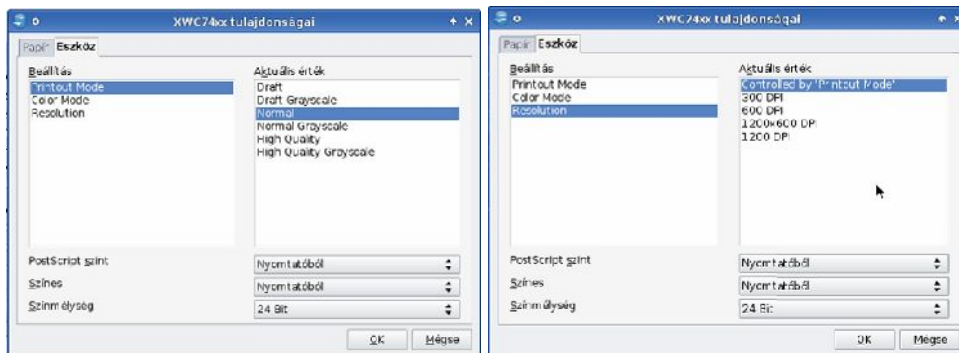 XWC74xx tulajdonságai
Papír Eszköz
Beállítás
Printout Mode
Color Mode
Resolution
Aktuális érték
Draft
Draft Grayscale
Normal
Normal Grayscale
High Quality
High Quality Grayscale
PostScript szint
Nyomtatóból
Színes
Nyomtatóból
Színmélység
24 Bit
OK Mégse
XWC74xx tulajdonságai
Papír Eszköz
Beállítás
Printout Mode
Color Mode
Resolution
Aktuális érték
Controlled by 'Printout Mode'
300 DPI
600 DPI
1200x600 DPI
1200 DPI
PostScript szint
Nyomtatóból
Színes
Nyomtatóból
Színmélység
24 Bit
OK Mégse